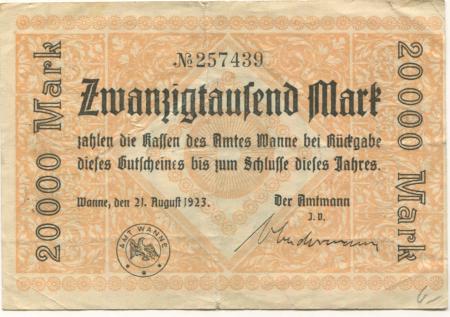 № 257439
20000 Mark
Zwanzigtausend Mark
zahlen die Kassen des Amtes Wanne bei Rückgabe
dieses Gutscheines bis zum Schlusse dieses Jahres.
Wanne, den 21. August 1923.
Der Amtmann
J.V.
AMT WANNE
20000 Mark